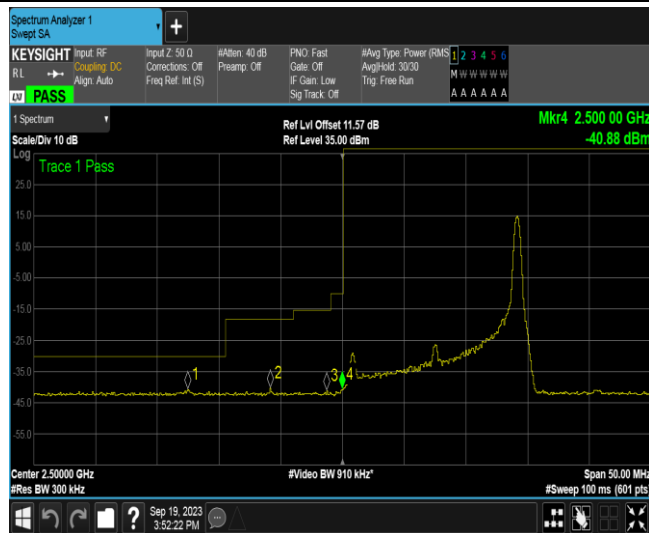 Spectrum Analyzer 1
Swept SA
KEYSIGHT
RL
LXI
PASS
Input: RF
Coupling: DC
Align: Auto
Input Z: 50 Ω
Corrections: Off
Freq Ref: Int (S)
#Atten: 40 dB
Preamp: Off
PNO: Fast
Gate: Off
IF Gain: Low
Sig Track: Off
#Avg Type: Power (RMS
Avg|Hold: 30/30
Trig: Free Run
1 2 3 4 5 6
M W W W W W
A A A A A A
1 Spectrum
Scale/Div 10 dB
Ref Lvl Offset 11.57 dB
Ref Level 35.00 dBm
Mkr4 2.500 00 GHz
-40.88 dBm
Log
Trace 1 Pass
25.0
15.0
5.00
-5.00
-15.0
-25.0
-35.0
-45.0
-55.0
1
2
3
4
Center 2.50000 GHz
#Res BW 300 kHz
#Video BW 910 kHz*
Span 50.00 MHz
#Sweep 100 ms (601 pts)
?
Sep 19, 2023
3:52:22 PM